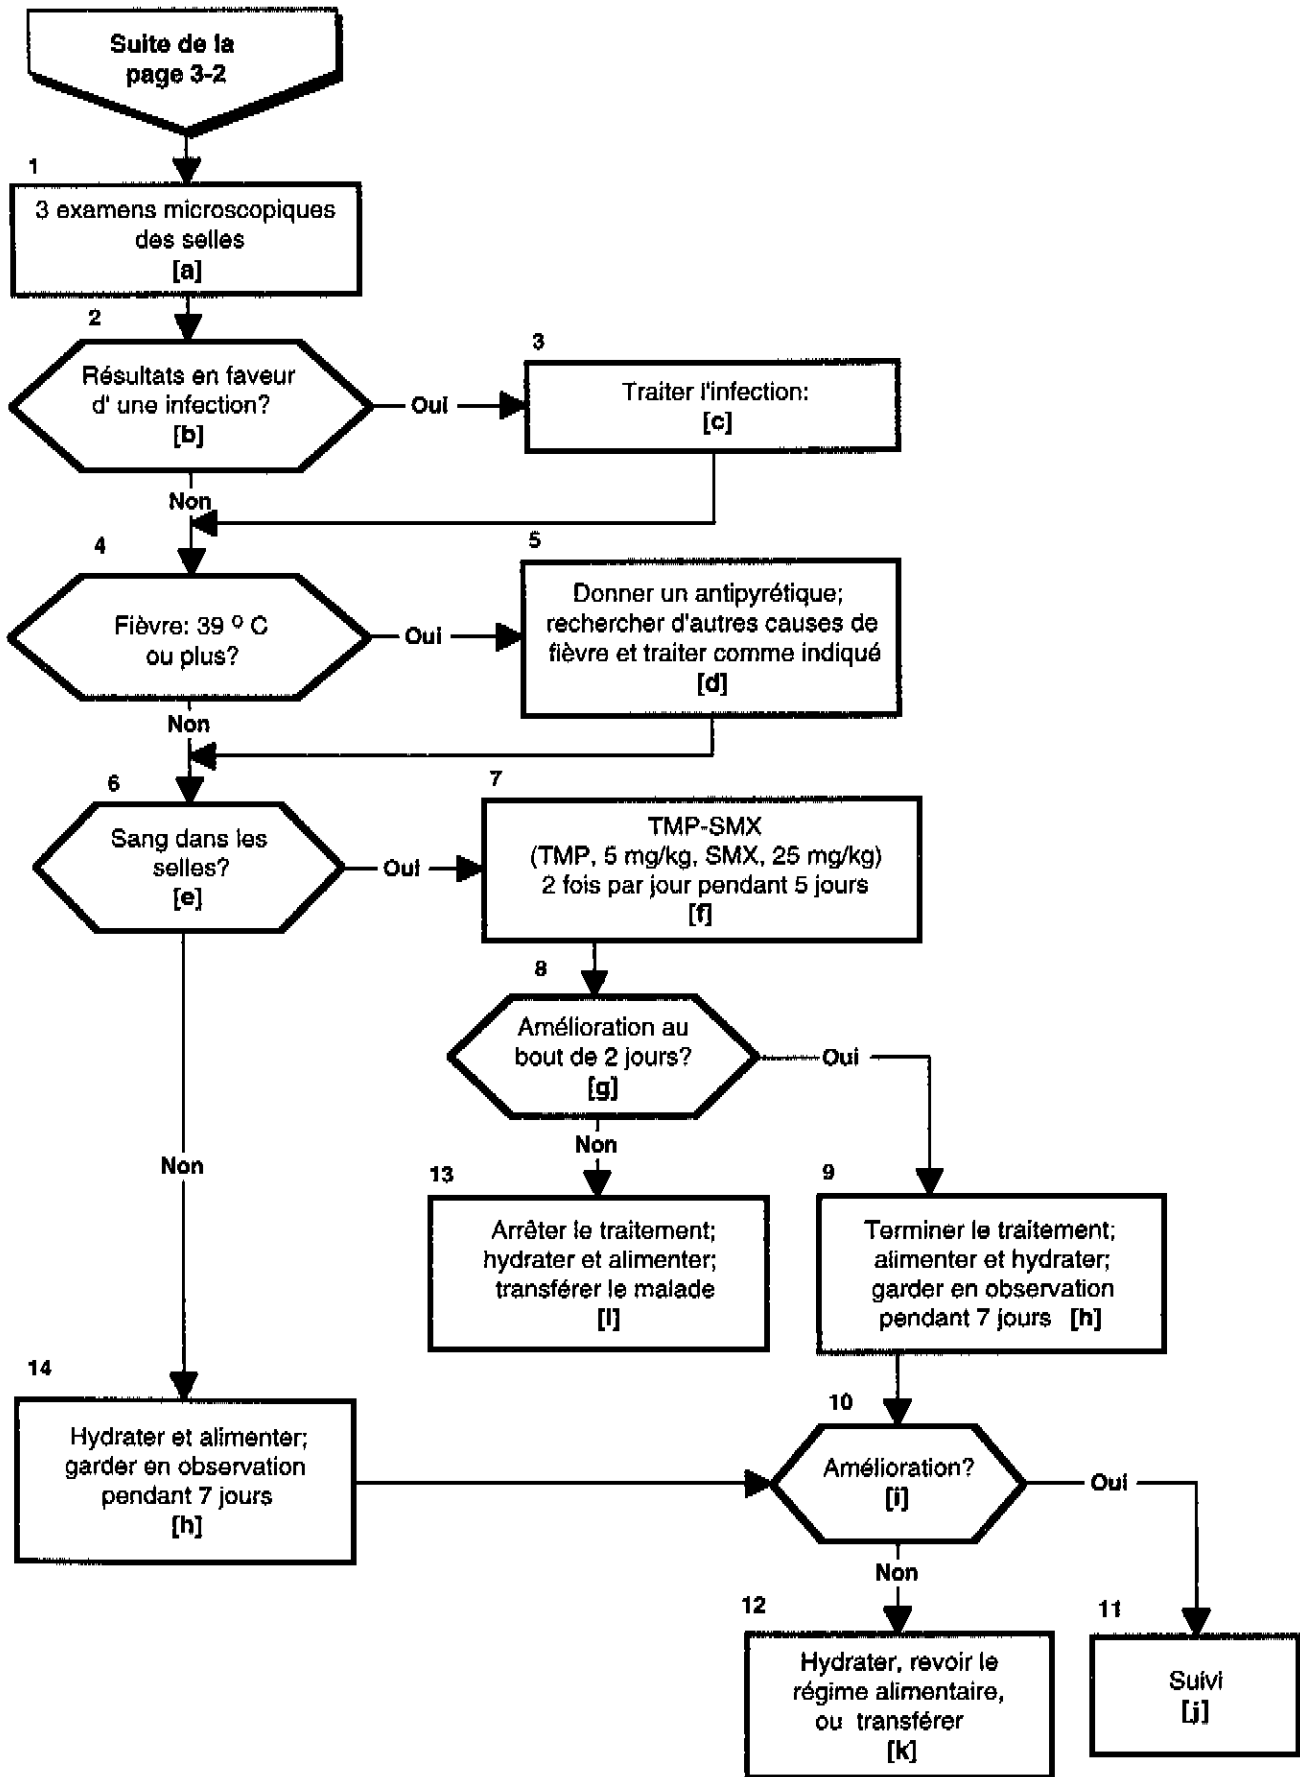 Suite de la
page 3-2
1
3 examens microscopiques
des selles
[a]
2
Résultats en faveur
d' une infection?
[b]
Oui
3
Traiter l'infection:
[c]
Non
4
Fièvre: 39 º C
ou plus?
Oui
5
Donner un antipyrétique;
rechercher d'autres causes de
fièvre et traiter comme indiqué
[d]
Non
6
Sang dans les
selles?
[e]
Oui
7
TMP-SMX
(TMP, 5 mg/kg, SMX, 25 mg/kg)
2 fois par jour pendant 5 jours
[f]
8
Amélioration au
bout de 2 jours?
[g]
Oui
Non
Non
13
Arrêter le traitement;
hydrater et alimenter;
transférer le malade
[l]
9
Terminer le traitement;
alimenter et hydrater;
garder en observation
pendant 7 jours [h]
14
Hydrater et alimenter;
garder en observation
pendant 7 jours
[h]
10
Amélioration?
[i]
Oui
Non
12
Hydrater, revoir le
régime alimentaire,
ou transférer
[k]
11
Suivi
[j]